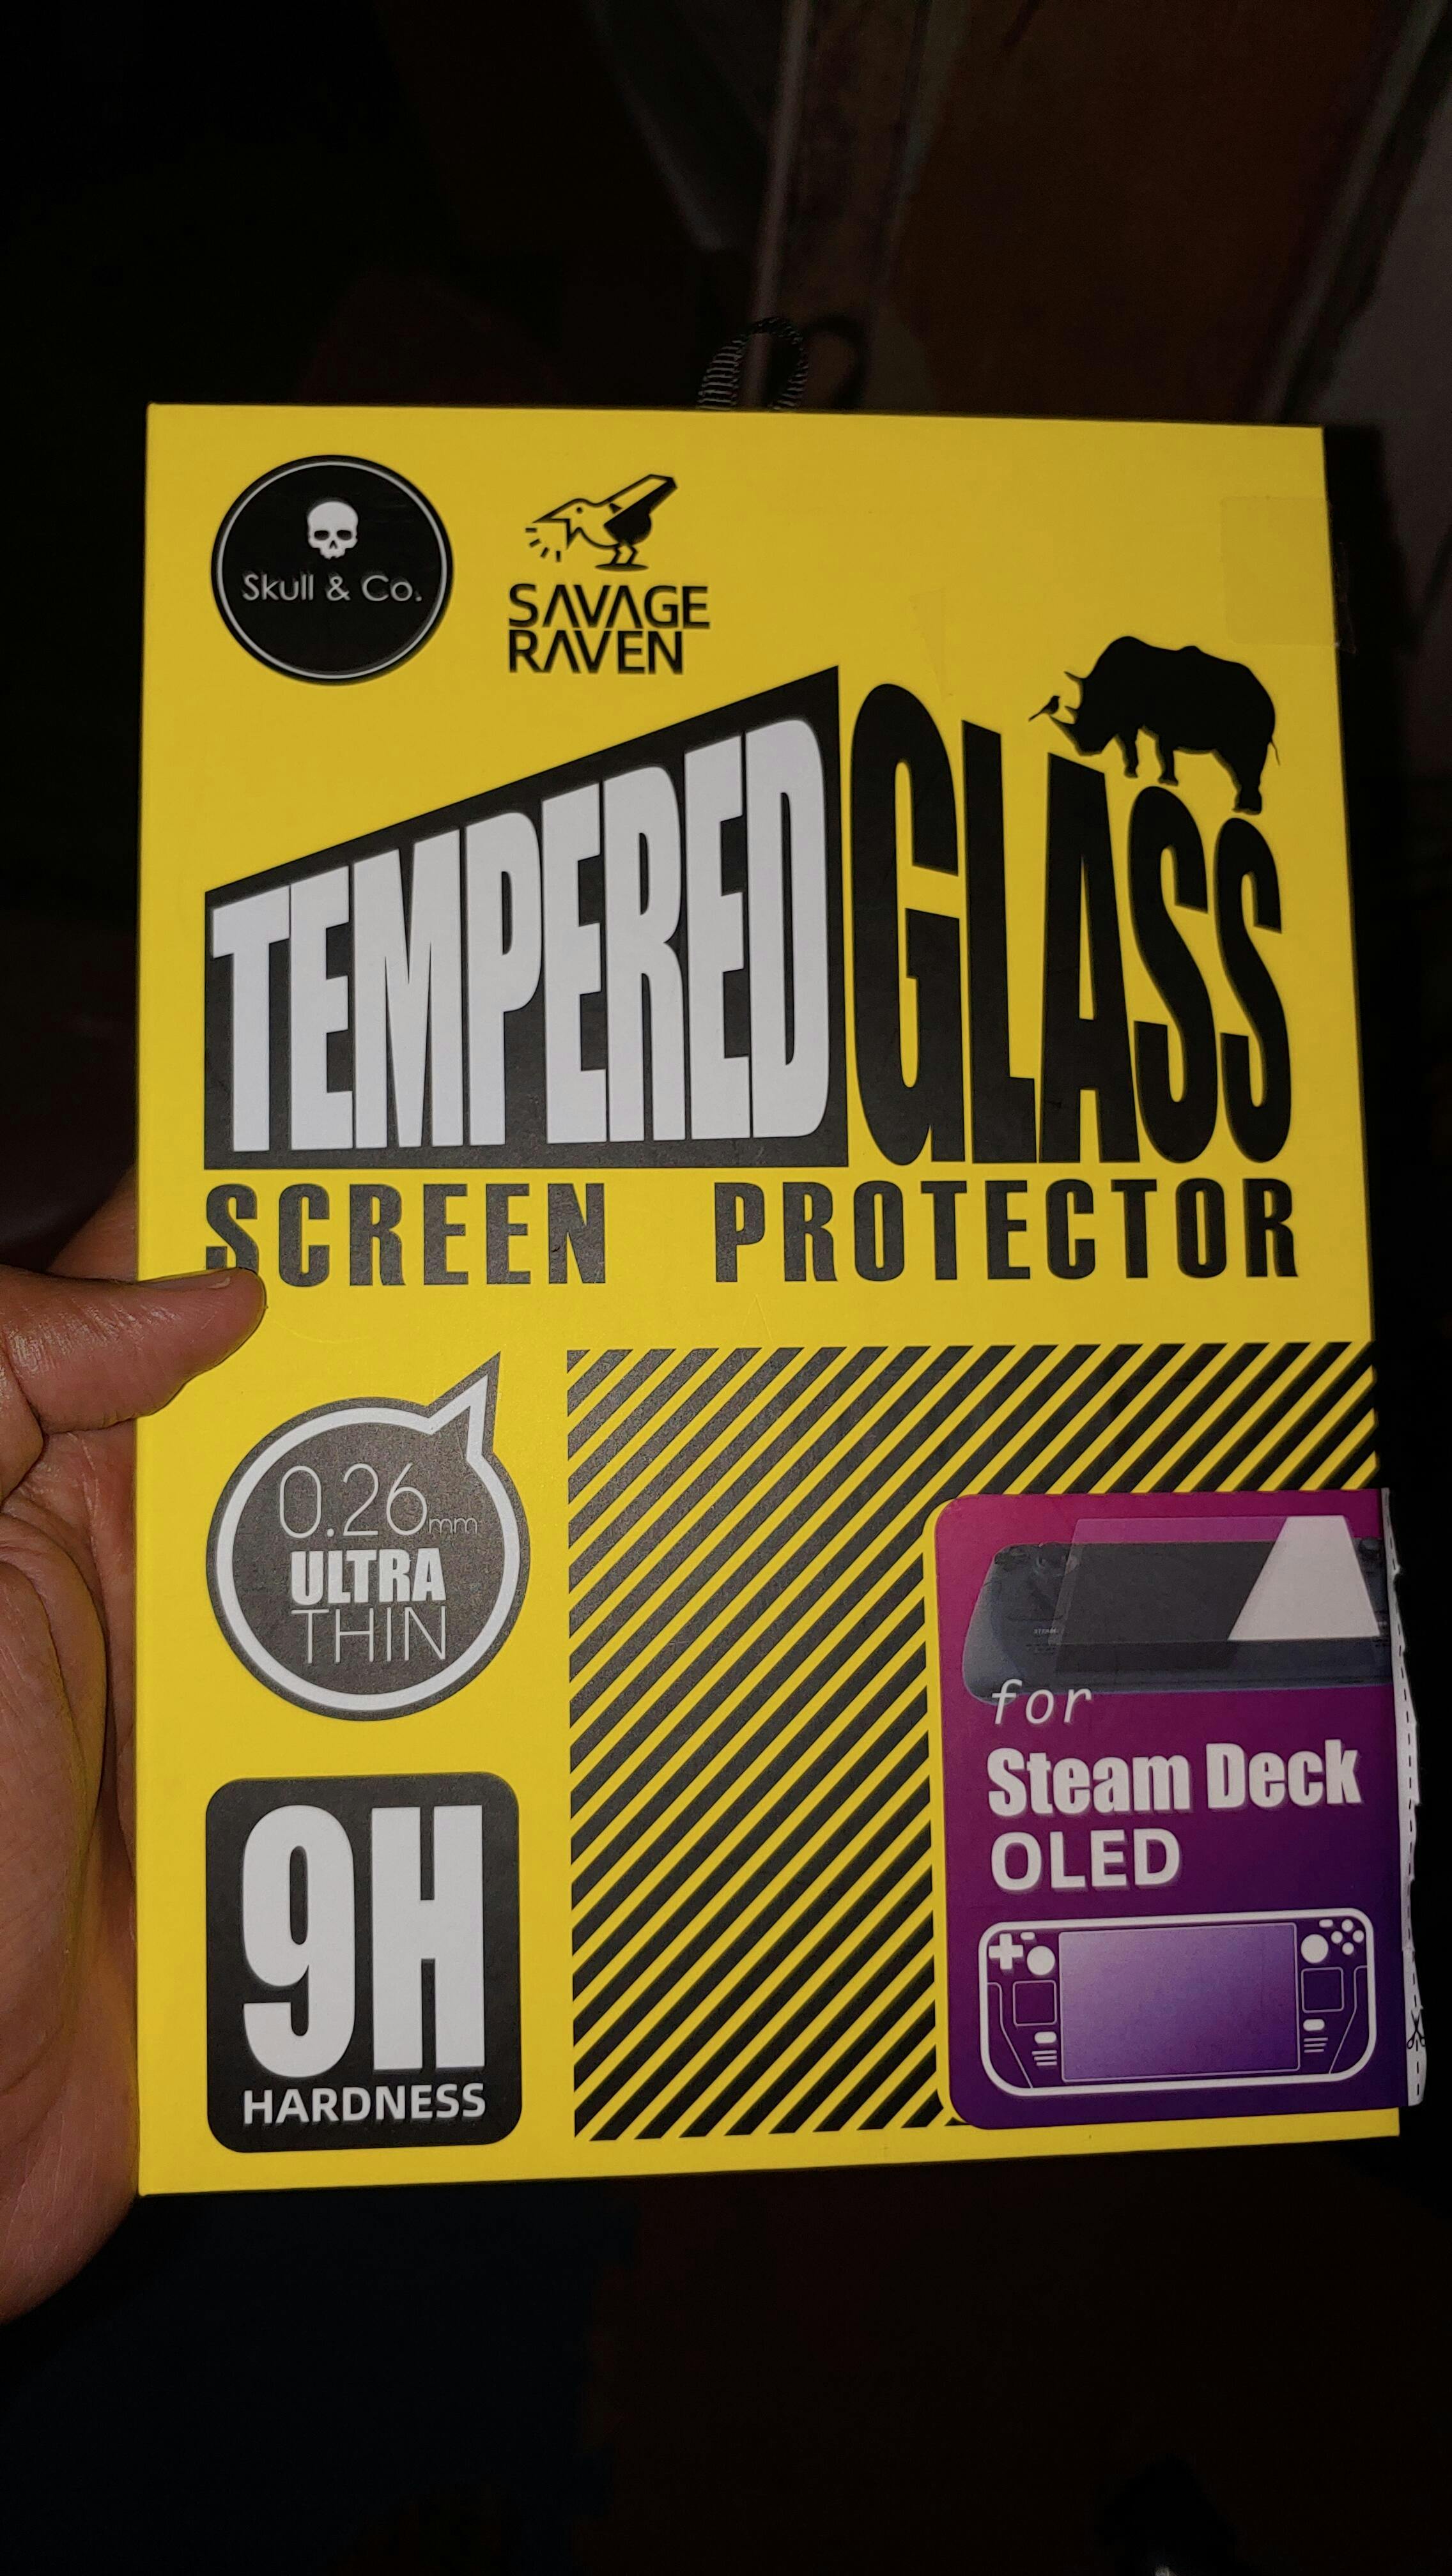 Skull & Co.
SAVAGE
RAVEN
TEMPERED GLASS
SCREEN PROTECTOR
0.26mm
ULTRA
THIN
9H
HARDNESS
for
Steam Deck
OLED